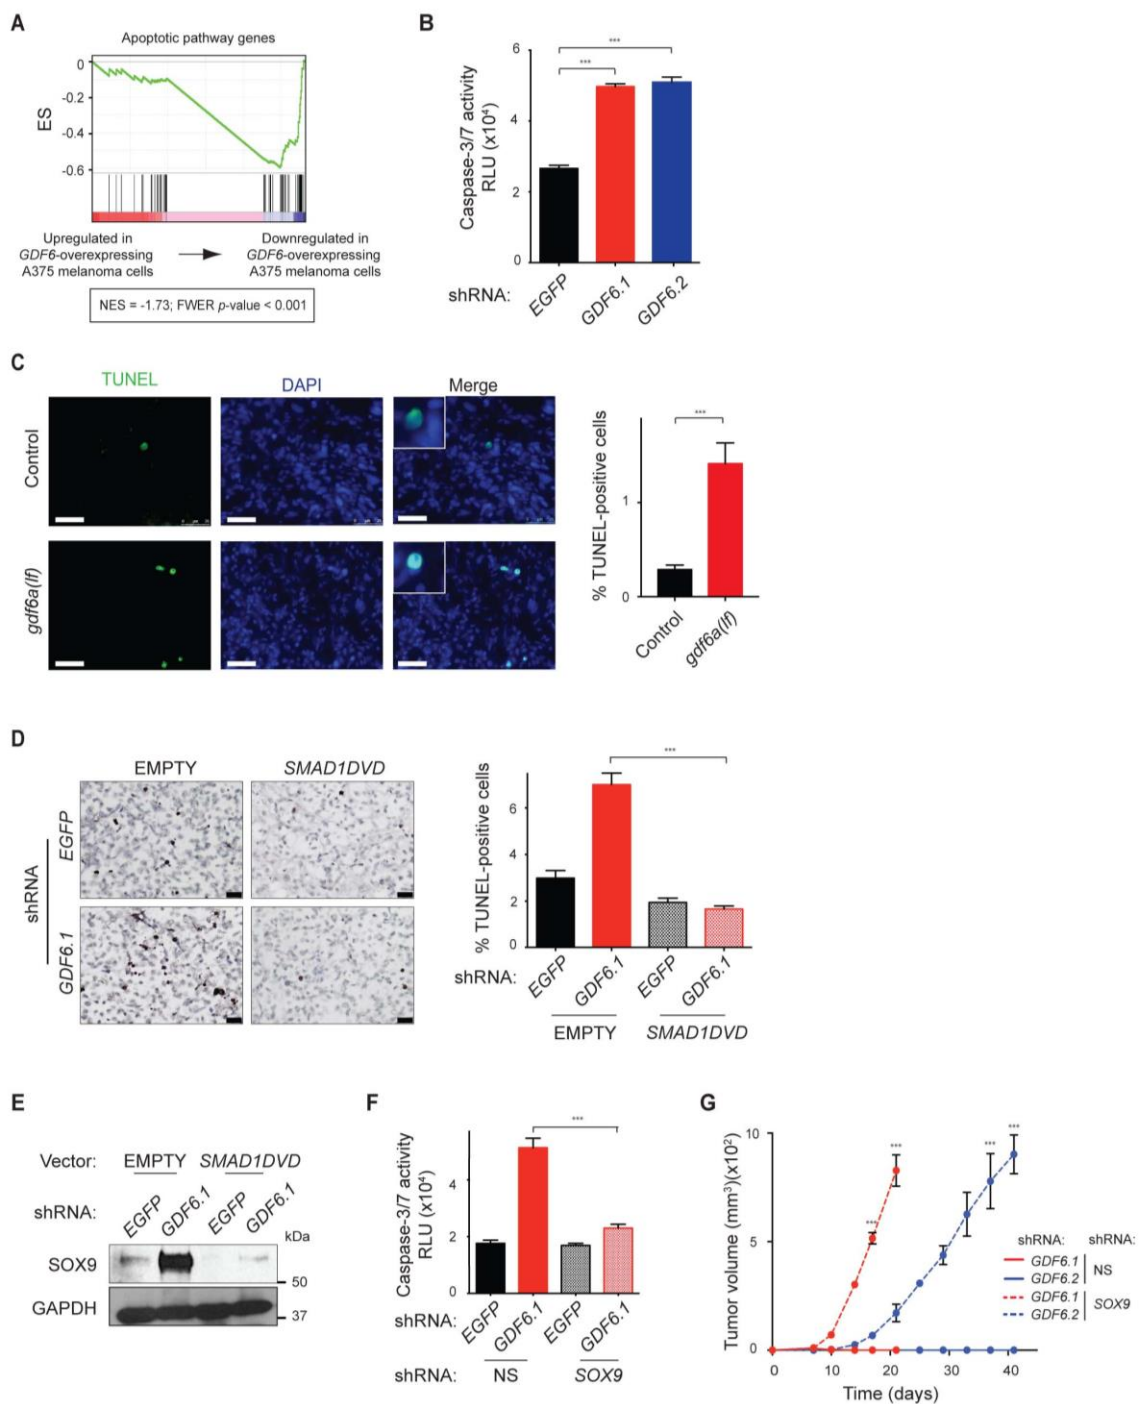 A
Apoptotic pathway genes
0
-0.2
-0.4
-0.6
ES
Upregulated in
GDF6-overexpressing
A375 melanoma cells
Downregulated in
GDF6-overexpressing
A375 melanoma cells
NES = -1.73; FWER p-value < 0.001
B
Caspase-3/7 activity
RLU (x10⁴)
6
4
2
0
***
***
shRNA:
EGFP
GDF6.1
GDF6.2
C
TUNEL
DAPI
Merge
Control
gdf6a(lf)
% TUNEL-positive cells
1
0
***
Control
gdf6a(lf)
D
EMPTY
SMAD1DVD
shRNA
EGFP
GDF6.1
% TUNEL-positive cells
6
4
2
0
***
shRNA:
EGFP
GDF6.1
EGFP
GDF6.1
EMPTY
SMAD1DVD
E
Vector:
EMPTY
SMAD1DVD
shRNA:
EGFP
GDF6.1
EGFP
GDF6.1
kDa
SOX9
50
GAPDH
37
F
Caspase-3/7 activity
RLU (x10⁴)
4
2
0
***
shRNA:
EGFP
GDF6.1
EGFP
GDF6.1
shRNA:
NS
SOX9
G
Tumor volume (mm³)(x10²)
10
5
0
***
***
***
***
0
10
20
30
40
Time (days)
shRNA:
shRNA:
GDF6.1
GDF6.2
NS
GDF6.1
GDF6.2
SOX9